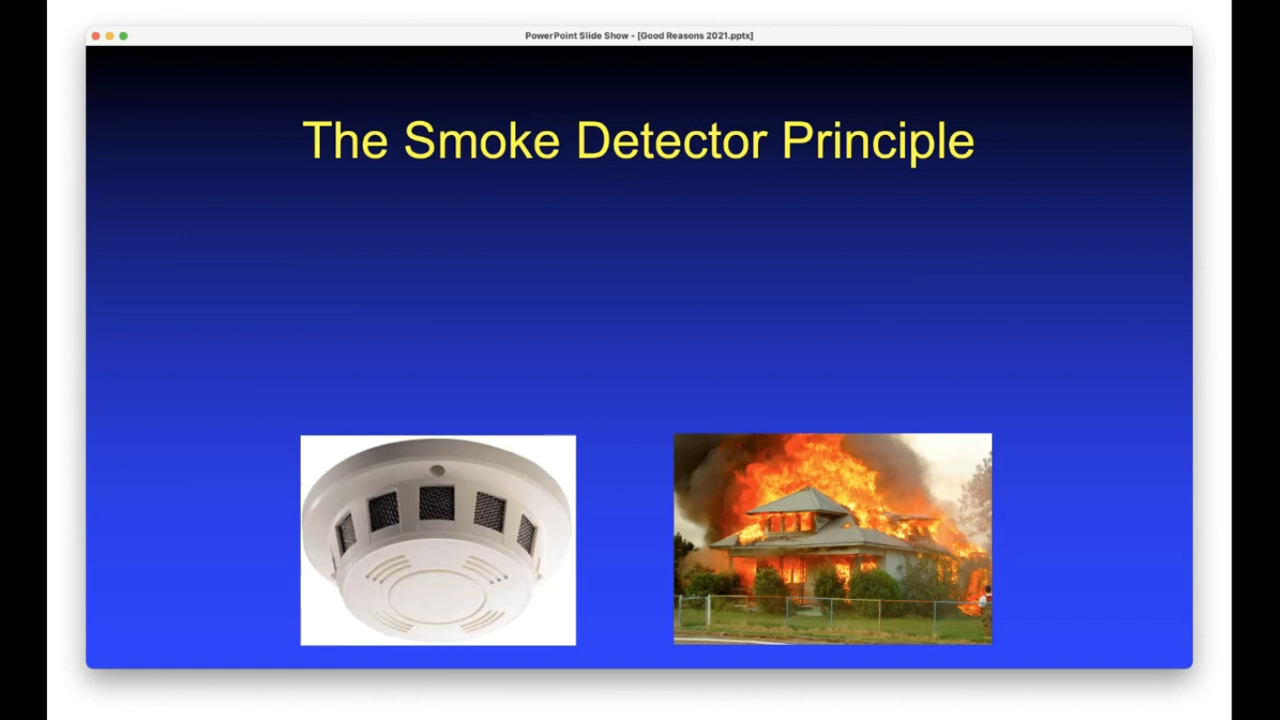 PowerPoint Slide Show - [Good Reasons 2021.pptx]
The Smoke Detector Principle